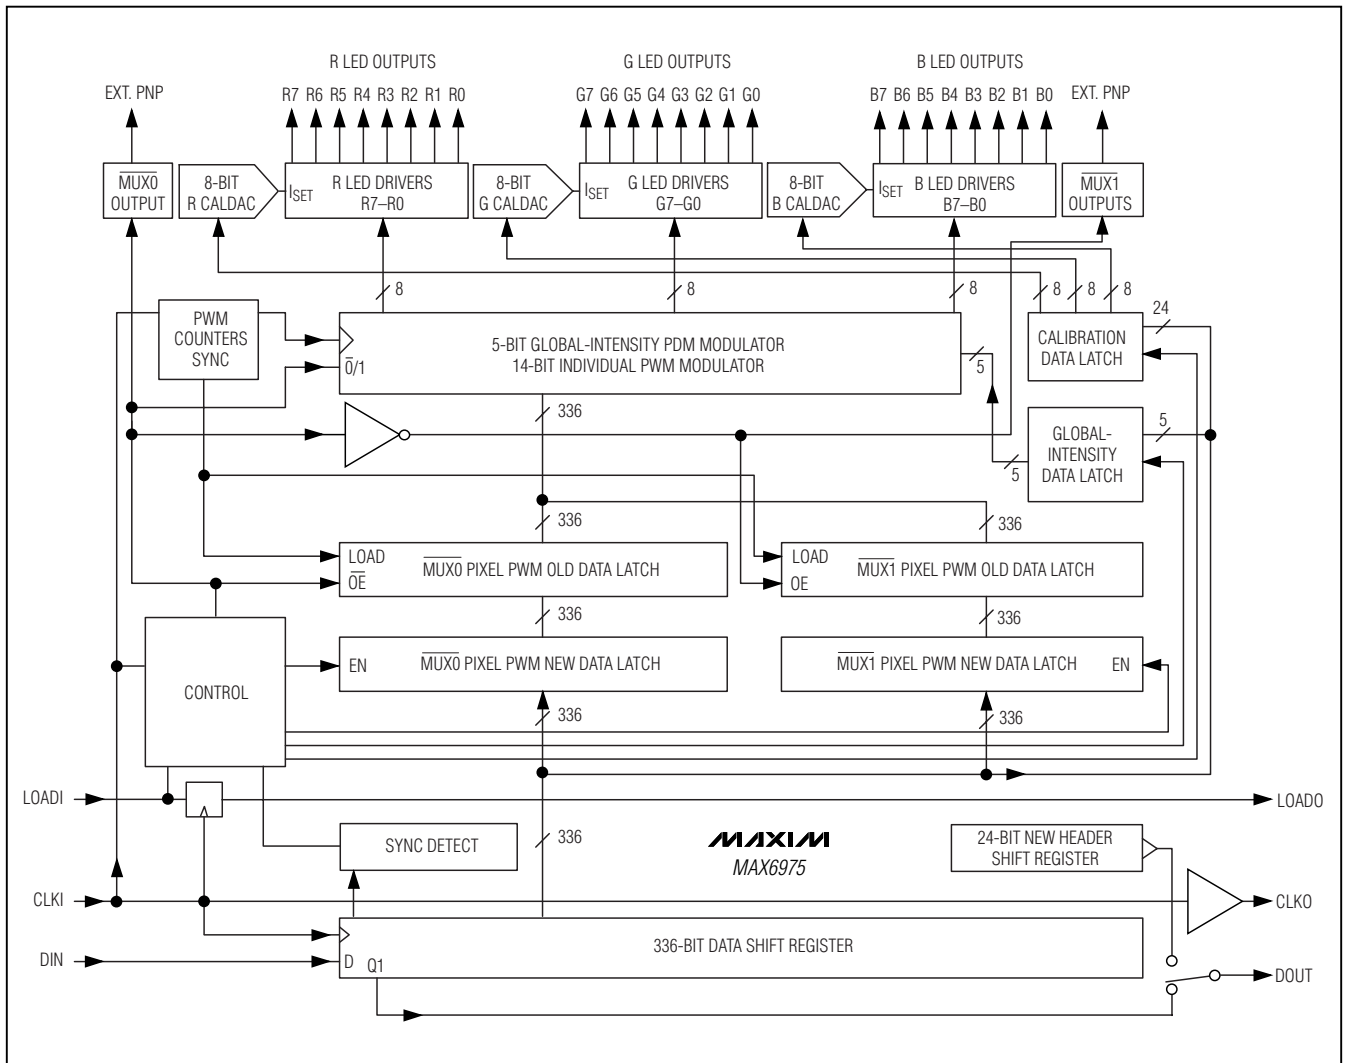 R LED OUTPUTS
G LED OUTPUTS
B LED OUTPUTS
EXT. PNP
R7 R6 R5 R4 R3 R2 R1 R0
G7 G6 G5 G4 G3 G2 G1 G0
B7 B6 B5 B4 B3 B2 B1 B0
EXT. PNP
M̅U̅X̅0̅
OUTPUT
8-BIT
R CALDAC
ISET
R LED DRIVERS
R7–R0
8-BIT
G CALDAC
ISET
G LED DRIVERS
G7–G0
8-BIT
B CALDAC
ISET
B LED DRIVERS
B7–B0
M̅U̅X̅1̅
OUTPUTS
8
8
8
8
8
8
24
PWM
COUNTERS
SYNC
0̅/1
5-BIT GLOBAL-INTENSITY PDM MODULATOR
14-BIT INDIVIDUAL PWM MODULATOR
5
CALIBRATION
DATA LATCH
336
GLOBAL-
INTENSITY
DATA LATCH
5
5
336
336
LOAD
O̅E̅
M̅U̅X̅0̅ PIXEL PWM OLD DATA LATCH
LOAD
OE
M̅U̅X̅1̅ PIXEL PWM OLD DATA LATCH
336
336
CONTROL
EN
M̅U̅X̅0̅ PIXEL PWM NEW DATA LATCH
M̅U̅X̅1̅ PIXEL PWM NEW DATA LATCH
EN
336
336
LOADI
LOADO
SYNC DETECT
336
MAXIM
MAX6975
24-BIT NEW HEADER
SHIFT REGISTER
CLKI
CLKO
DIN
D
Q1
336-BIT DATA SHIFT REGISTER
DOUT